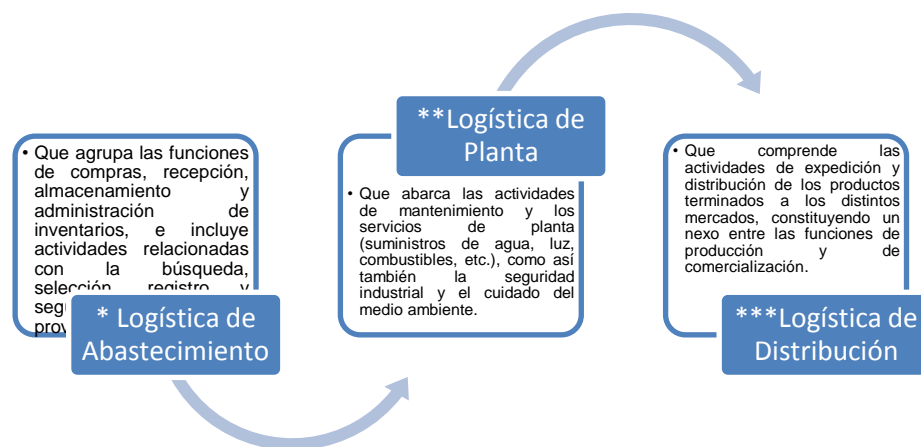 • Que agrupa las funciones
de compras, recepción,
almacenamiento y
administración de
inventarios, e incluye
actividades relacionadas
con la búsqueda,
selección, registro y
* Logística de
Abastecimiento
**Logística de
Planta
• Que abarca las actividades
de mantenimiento y los
servicios de planta
(suministros de agua, luz,
combustibles, etc.), como así
también la seguridad
industrial y el cuidado del
medio ambiente.
• Que comprende las
actividades de expedición y
distribución de los productos
terminados a los distintos
mercados, constituyendo un
nexo entre las funciones de
producción y de
comercialización.
***Logística de
Distribución